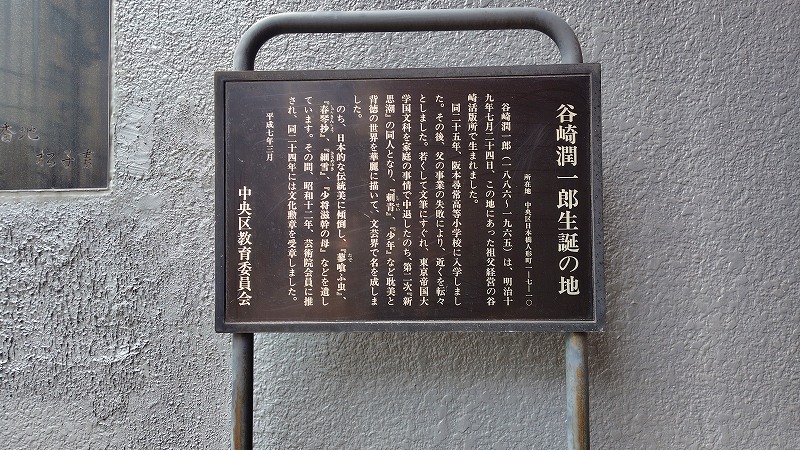 谷崎潤一郎生誕の地
所在地 中央区日本橋人形町一―七―一〇
谷崎潤一郎(一八八六〜一九六五)は、明治十
九年七月二十四日、この地にあった祖父経営の谷
崎活版所で生まれました。
同二十五年、阪本尋常高等小学校に入学しまし
た。その後、父の事業の失敗により、近くを転々
としました。若くして文筆にすぐれ、東京帝国大
学国文科を家庭の事情で中退したのち、第二次『新
思潮』の同人となり、『刺青』、『少年』など耽美と
背徳の世界を華麗に描いて、文芸界で名を成しま
した。
のち、日本的な伝統美に傾倒し、『蓼喰ふ虫』、
『春琴抄』、『細雪』、『少将滋幹の母』などを遺し
ています。その間、昭和十二年、芸術院会員に推
され、同二十四年には文化勲章を受章しました。
平成七年三月
中央区教育委員会